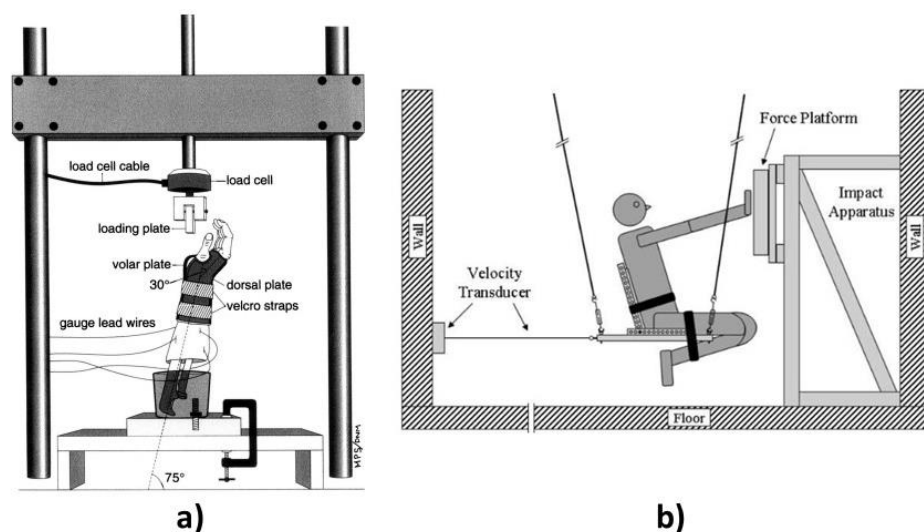 load cell cable
load cell
loading plate
volar plate
30°
dorsal plate
velcro straps
gauge lead wires
75°
a)
Force Platform
Impact
Apparatus
Wall
Wall
Velocity
Transducer
Floor
b)